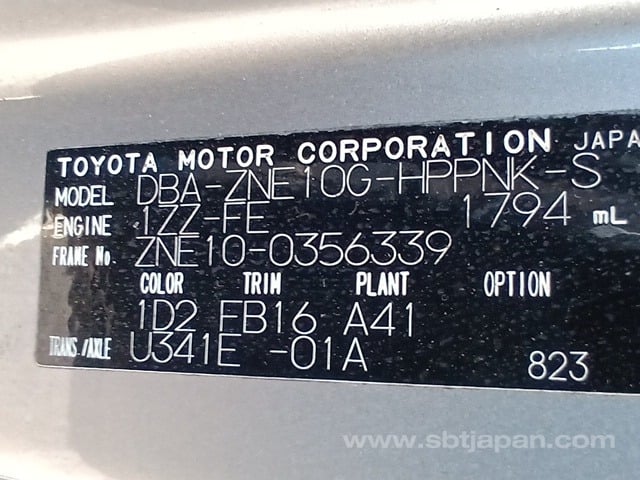 TOYOTA MOTOR CORPORATION JAPA
MODEL DBA-ZNE10G-HPPNK-S
ENGINE 1ZZ-FE 1794 mL
FRAME No. ZNE10-0356339
COLOR TRIM PLANT OPTION
1D2 FB16 A41
TRANS./AXLE U341E -01A
823
www.sbtjapan.com